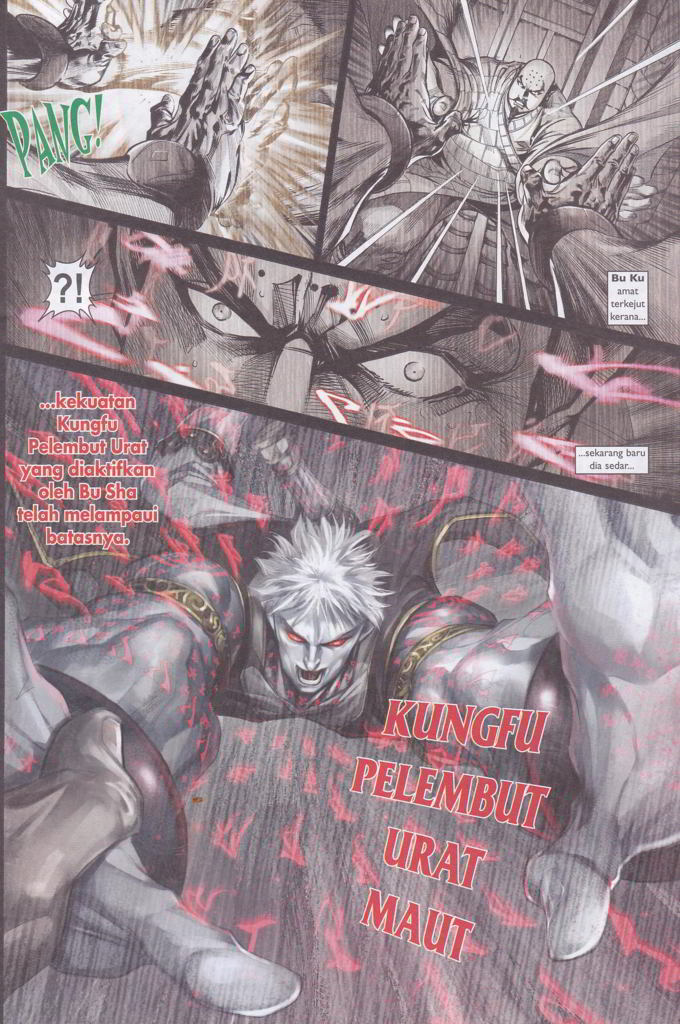 PANG!
Bu Ku
amat
terkejut
kerana...
?!
...sekarang baru
dia sedar...
...kekuatan
Kungfu
Pelembut Urat
yang diaktifkan
oleh Bu Sha
telah melampaui
batasnya.
KUNGFU
PELEMBUT
URAT
MAUT